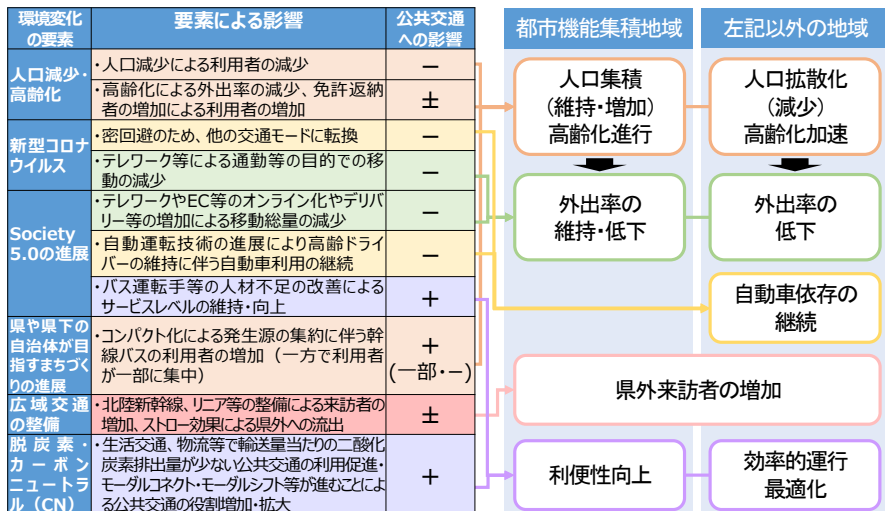 環境変化
の要素
要素による影響
公共交通
への影響
人口減少・
高齢化
・人口減少による利用者の減少
－
・高齢化による外出率の減少、免許返納
者の増加による利用者の増加
±
新型コロナ
ウイルス
・密回避のため、他の交通モードに転換
－
・テレワーク等による通勤等の目的での移
動の減少
－
Society
5.0の進展
・テレワークやEC等のオンライン化やデリバ
リー等の増加による移動総量の減少
－
・自動運転技術の進展により高齢ドライ
バーの維持に伴う自動車利用の継続
－
・バス運転手等の人材不足の改善による
サービスレベルの維持・向上
＋
県や県下の
自治体が目
指すまちづく
りの進展
・コンパクト化による発生源の集約に伴う幹
線バスの利用者の増加（一方で利用者
が一部に集中）
＋
(一部・－)
広域交通
の整備
・北陸新幹線、リニア等の整備による来訪者の
増加、ストロー効果による県外への流出
±
脱炭素・
カーボン
ニュートラ
ル（CN）
・生活交通、物流等で輸送量当たりの二酸化
炭素排出量が少ない公共交通の利用促進・
モーダルコネクト・モーダルシフト等が進むことによ
る公共交通の役割増加・拡大
＋
都市機能集積地域
左記以外の地域
人口集積
（維持・増加）
高齢化進行
人口拡散化
（減少）
高齢化加速
外出率の
維持・低下
外出率の
低下
自動車依存の
継続
県外来訪者の増加
利便性向上
効率的運行
最適化